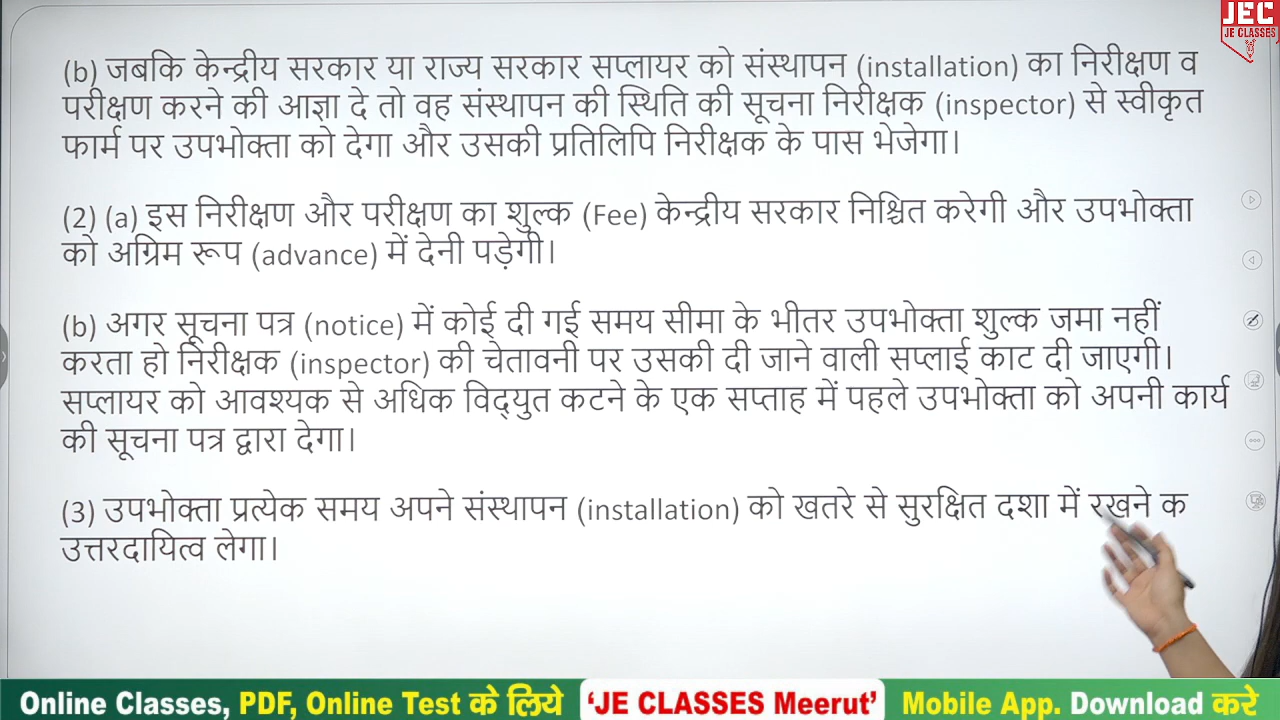 JEC
JE CLASSES
(b) जबकि केन्द्रीय सरकार या राज्य सरकार सप्लायर को संस्थापन (installation) का निरीक्षण व
परीक्षण करने की आज्ञा दे तो वह संस्थापन की स्थिति की सूचना निरीक्षक (inspector) से स्वीकृत
फार्म पर उपभोक्ता को देगा और उसकी प्रतिलिपि निरीक्षक के पास भेजेगा।
(2) (a) इस निरीक्षण और परीक्षण का शुल्क (Fee) केन्द्रीय सरकार निश्चित करेगी और उपभोक्ता
को अग्रिम रूप (advance) में देनी पड़ेगी।
(b) अगर सूचना पत्र (notice) में कोई दी गई समय सीमा के भीतर उपभोक्ता शुल्क जमा नहीं
करता हो निरीक्षक (inspector) की चेतावनी पर उसकी दी जाने वाली सप्लाई काट दी जाएगी।
सप्लायर को आवश्यक से अधिक विद्युत कटने के एक सप्ताह में पहले उपभोक्ता को अपनी कार्य
की सूचना पत्र द्वारा देगा।
(3) उपभोक्ता प्रत्येक समय अपने संस्थापन (installation) को खतरे से सुरक्षित दशा में रखने क
उत्तरदायित्व लेगा।
Online Classes, PDF, Online Test के लिये 'JE CLASSES Meerut' Mobile App. Download करे